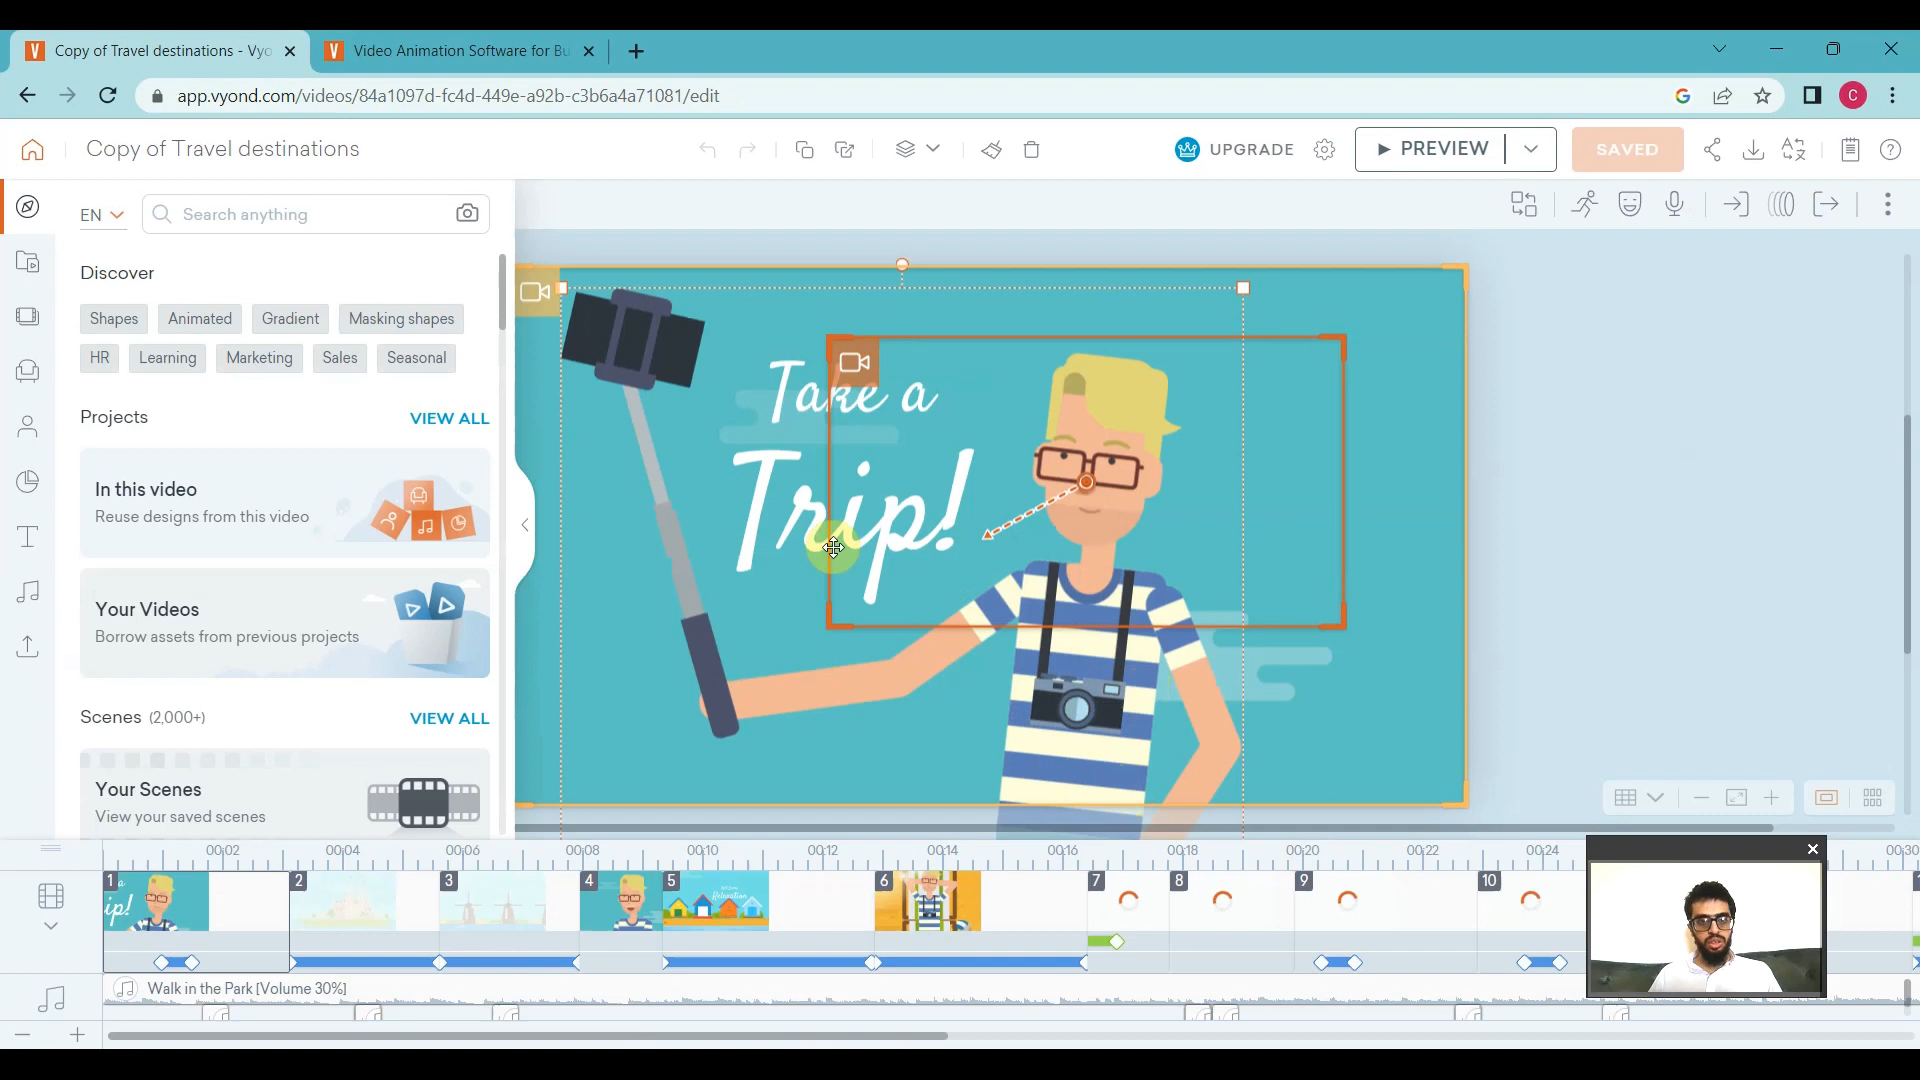 Copy of Travel destinations - Vyo
Video Animation Software for Bu
app.vyond.com/videos/84a1097d-fc4d-449e-a92b-c3b6a4a71081/edit
C
Copy of Travel destinations
UPGRADE
PREVIEW
SAVED
EN
Search anything
Discover
Shapes
Animated
Gradient
Masking shapes
HR
Learning
Marketing
Sales
Seasonal
Projects
VIEW ALL
In this video
Reuse designs from this video
Your Videos
Borrow assets from previous projects
Scenes (2,000+)
VIEW ALL
Your Scenes
View your saved scenes
Take a
Trip!
00:02
00:04
00:06
00:08
00:10
00:12
00:14
00:16
00:18
00:20
00:22
00:24
00:30
1
2
3
4
5
6
7
8
9
10
Relaxation
Walk in the Park [Volume 30%]